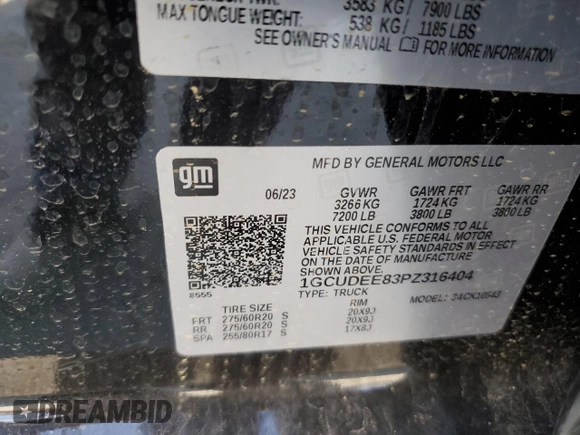 3583 KG/ 7900 LBS
MAX TONGUE WEIGHT: 538 KG/ 1185 LBS
SEE OWNER'S MANUAL FOR MORE INFORMATION
gm
MFD BY GENERAL MOTORS LLC
06/23 GVWR GAWR FRT GAWR RR
3266 KG 1724 KG 1724 KG
7200 LB 3800 LB 3800 LB
THIS VEHICLE CONFORMS TO ALL
APPLICABLE U.S. FEDERAL MOTOR
VEHICLE SAFETY STANDARDS IN EFFECT
ON THE DATE OF MANUFACTURE SHOWN ABOVE.
1GCUDEE83PZ316404
TYPE: TRUCK MODEL:
8555
TIRE SIZE RIM
FRT 275/60R20 S 20X9J
RR 275/60R20 S 20X9J
SPA 255/80R17 S 17X8J
DREAMBID